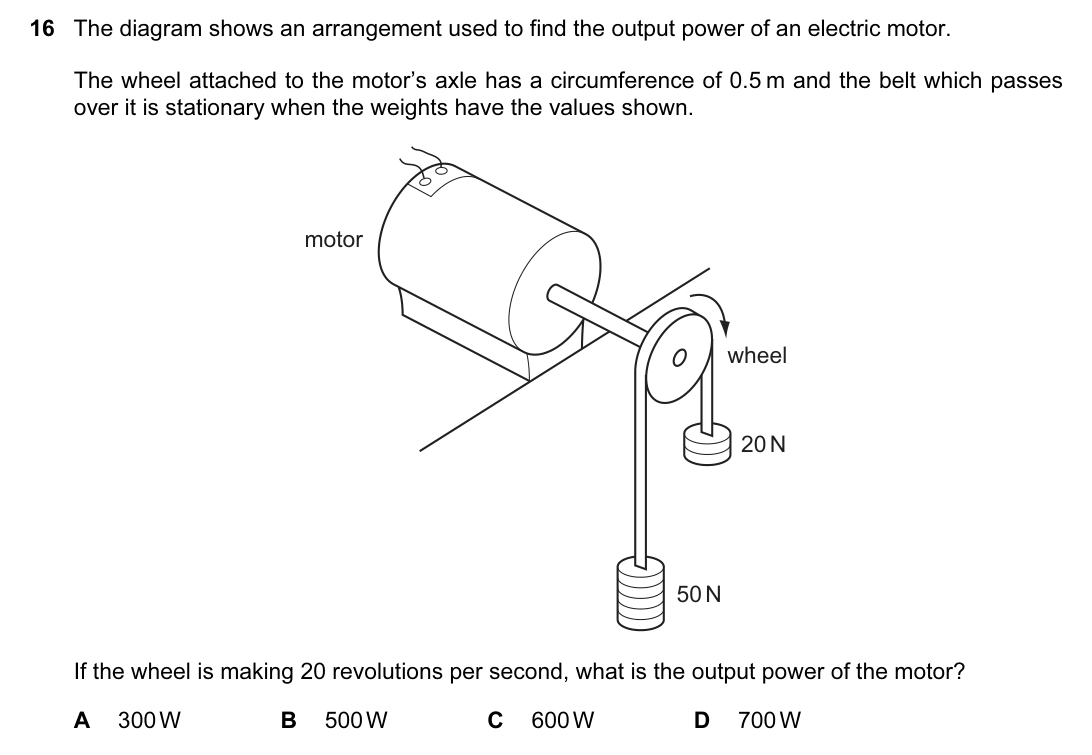 16 The diagram shows an arrangement used to find the output power of an electric motor.
The wheel attached to the motor’s axle has a circumference of 0.5 m and the belt which passes
over it is stationary when the weights have the values shown.
motor
wheel
20 N
50 N
If the wheel is making 20 revolutions per second, what is the output power of the motor?
A 300 W B 500 W C 600 W D 700 W